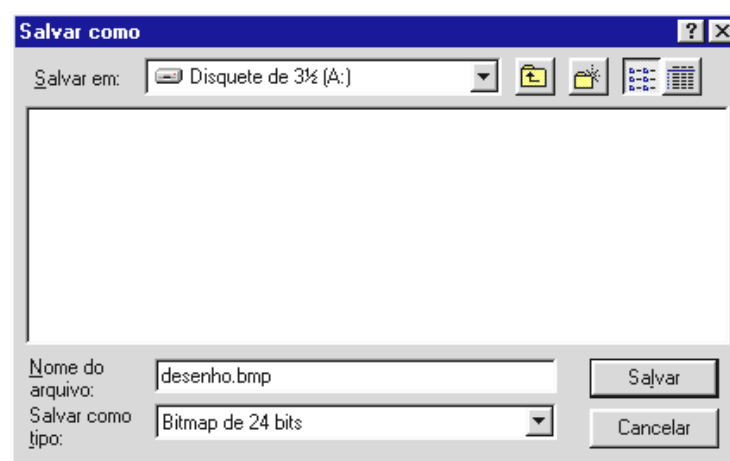 Salvar como
Salvar em: Disquete de 3½ (A:)
Nome do arquivo: desenho.bmp
Salvar
Salvar como tipo: Bitmap de 24 bits
Cancelar